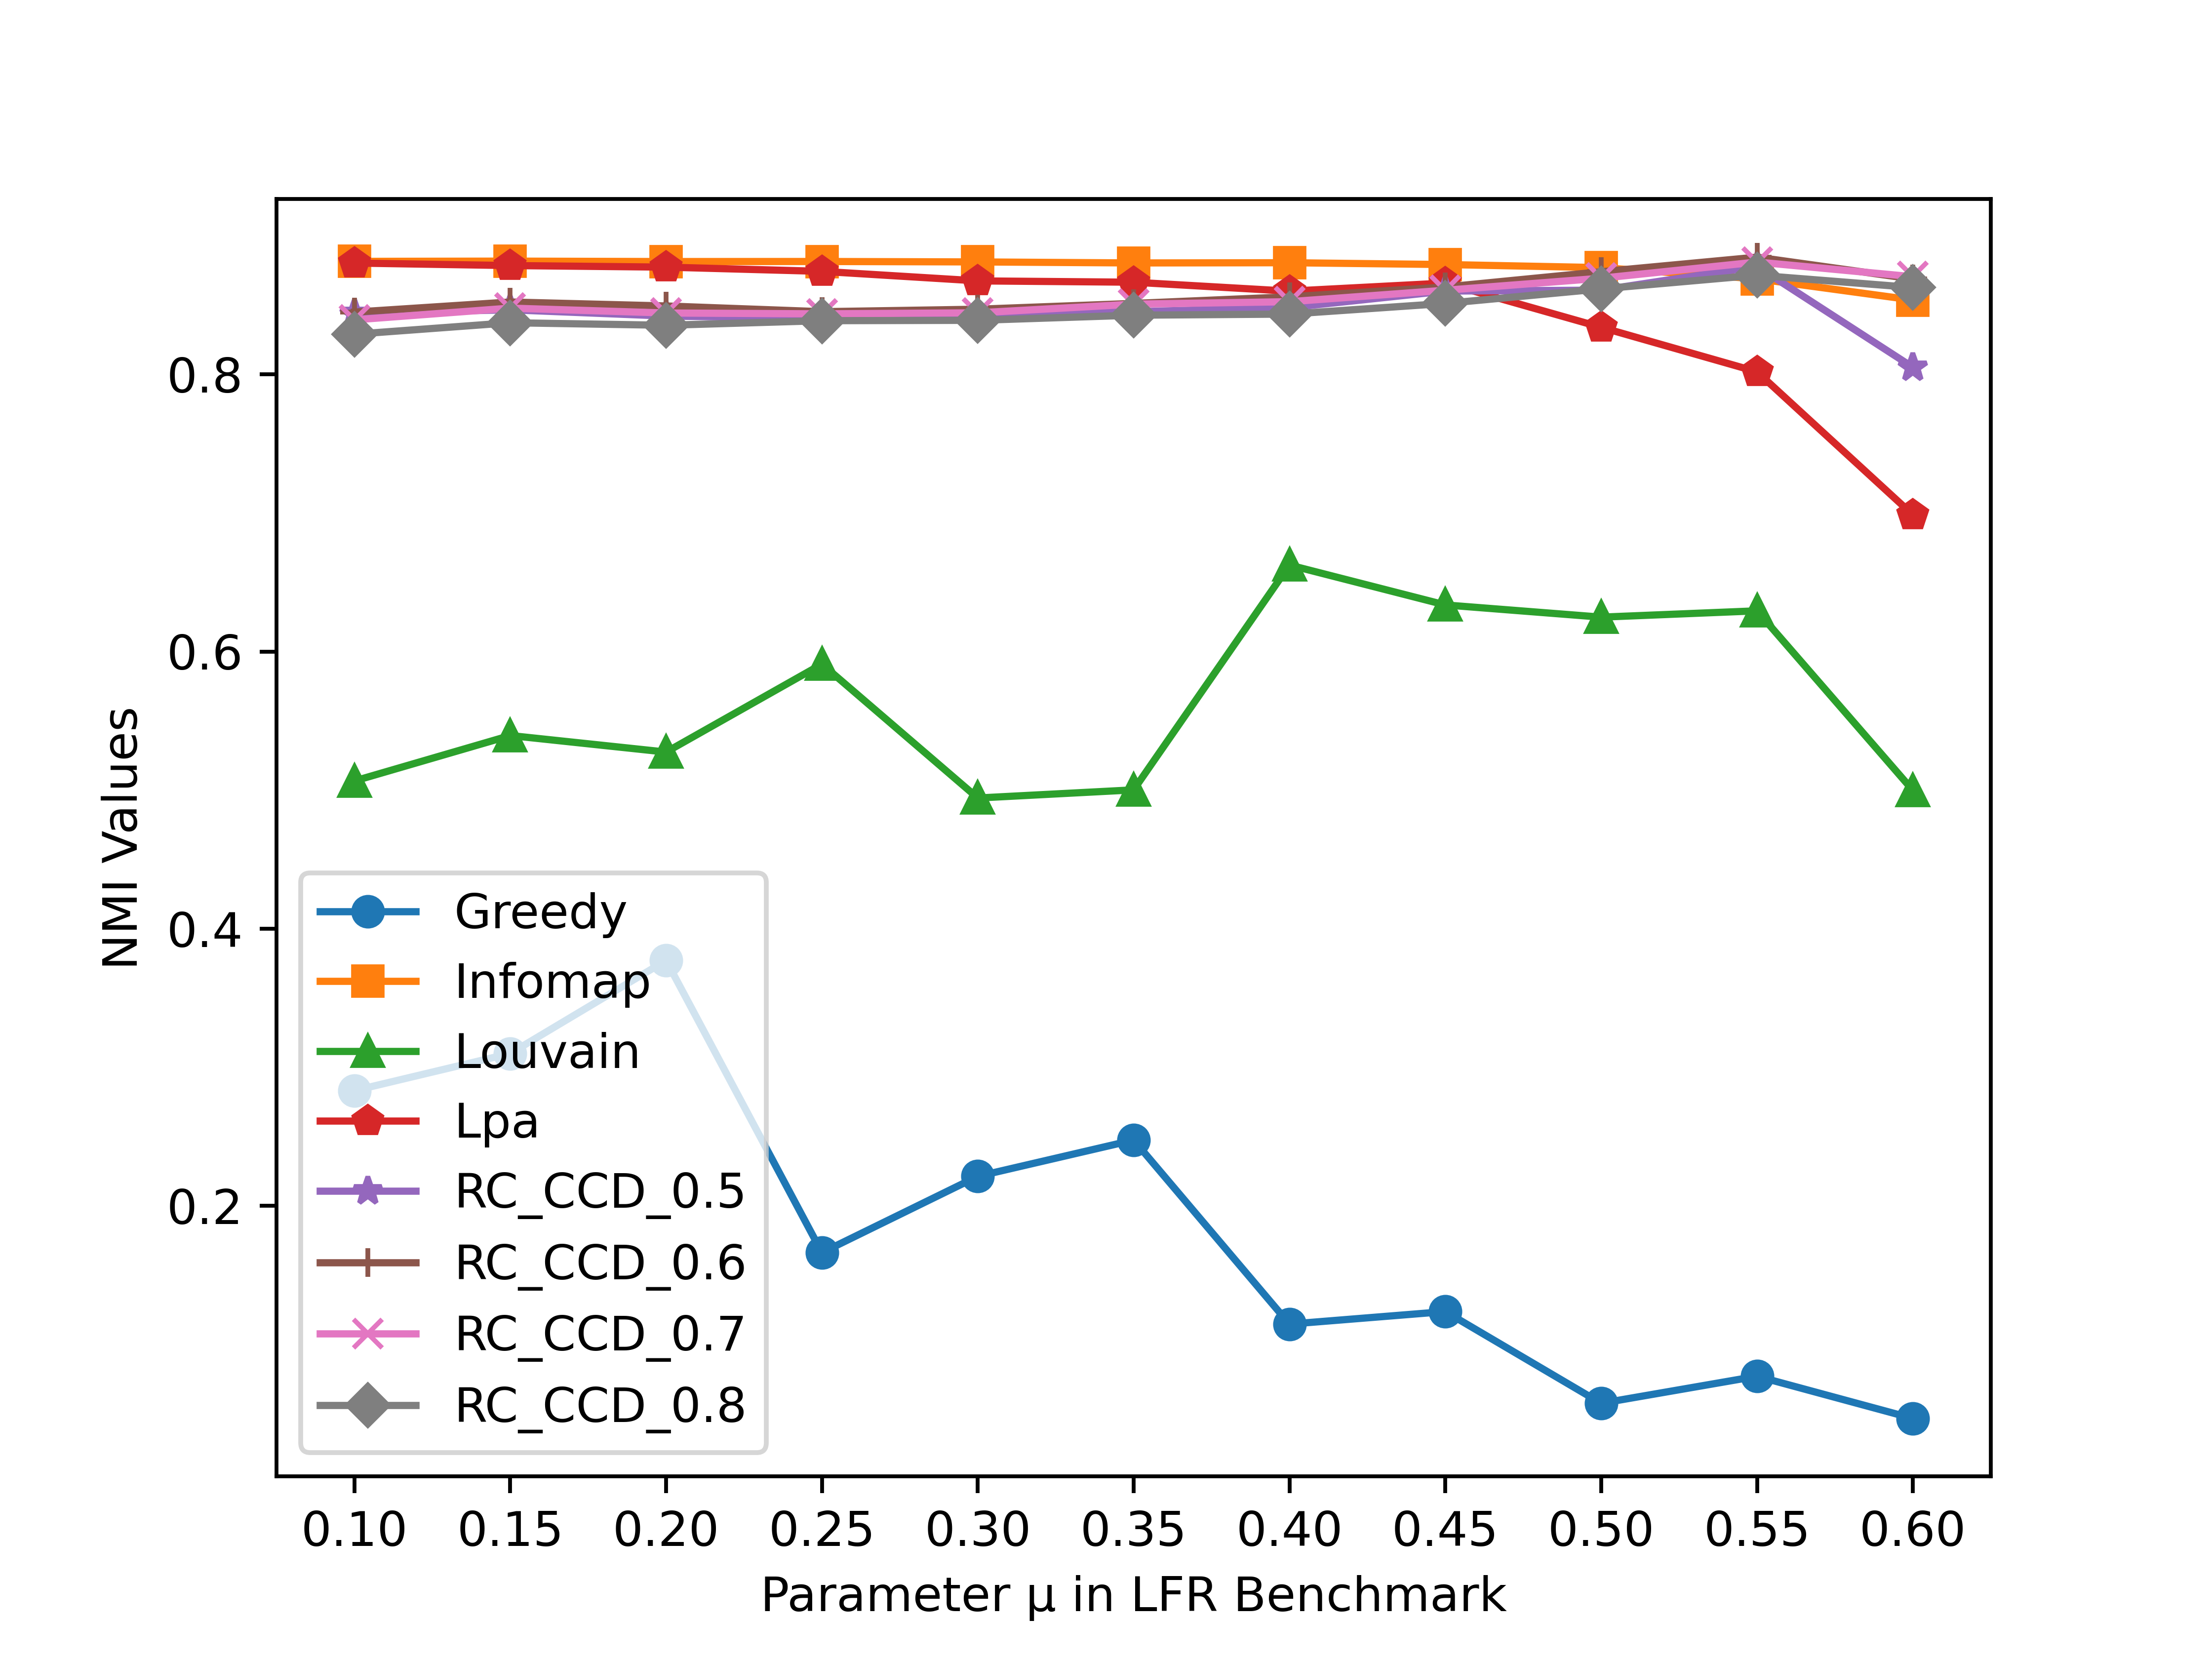 0.8
0.6
0.4
0.2
NMI Values
Greedy
Infomap
Louvain
Lpa
RC_CCD_0.5
RC_CCD_0.6
RC_CCD_0.7
RC_CCD_0.8
0.10 0.15 0.20 0.25 0.30 0.35 0.40 0.45 0.50 0.55 0.60
Parameter μ in LFR Benchmark